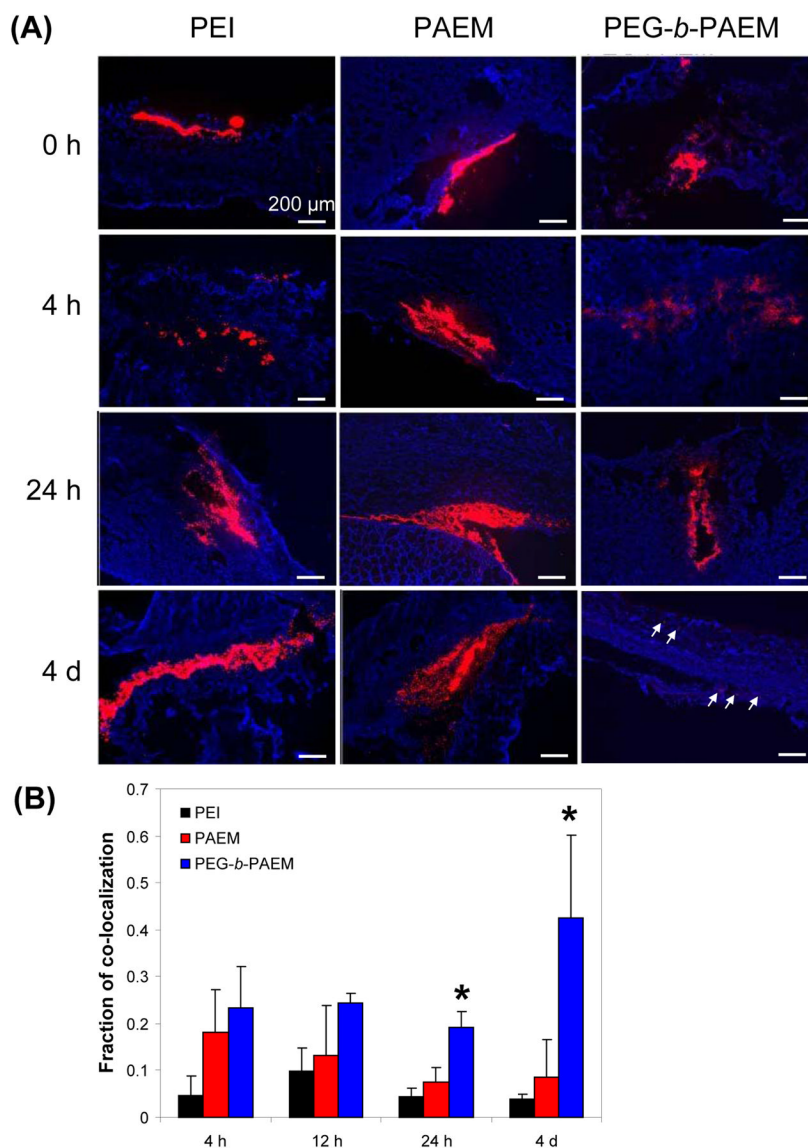 (A)
PEI PAEM PEG-b-PAEM
0 h
200 µm
4 h
24 h
4 d
(B)
0.7
0.6
0.5
0.4
0.3
0.2
0.1
0
Fraction of co-localization
PEI
PAEM
PEG-b-PAEM
*
*
4 h 12 h 24 h 4 d